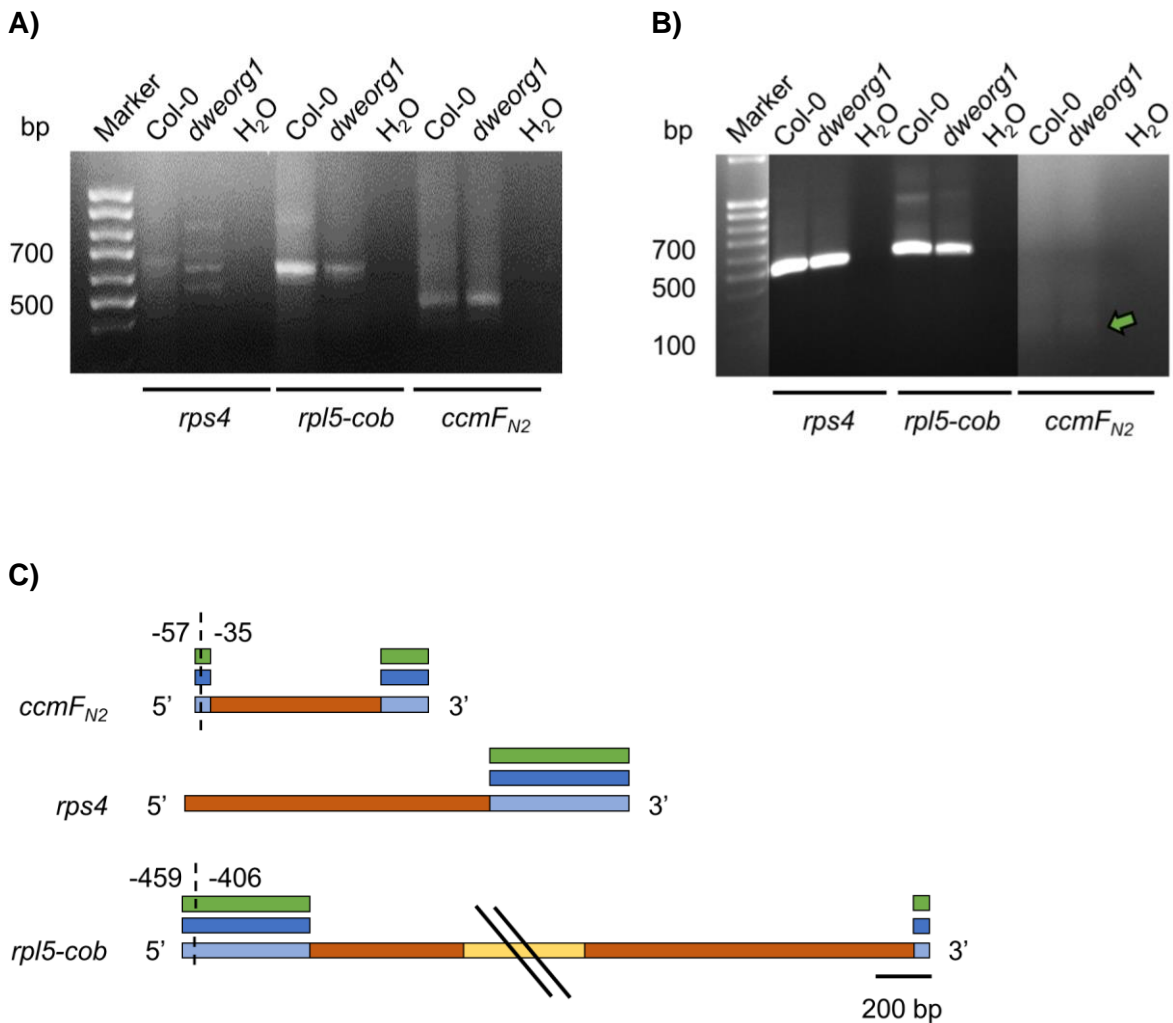 A)
B)
bp Marker Col-0 dweorg1 H2O Col-0 dweorg1 H2O Col-0 dweorg1 H2O
700
500
rps4 rpl5-cob ccmFN2
bp Marker Col-0 dweorg1 H2O Col-0 dweorg1 H2O Col-0 dweorg1 H2O
700
500
100
rps4 rpl5-cob ccmFN2
C)
-57 -35
ccmFN2 5’ 3’
rps4 5’ 3’
-459 -406
rpl5-cob 5’ 3’
200 bp